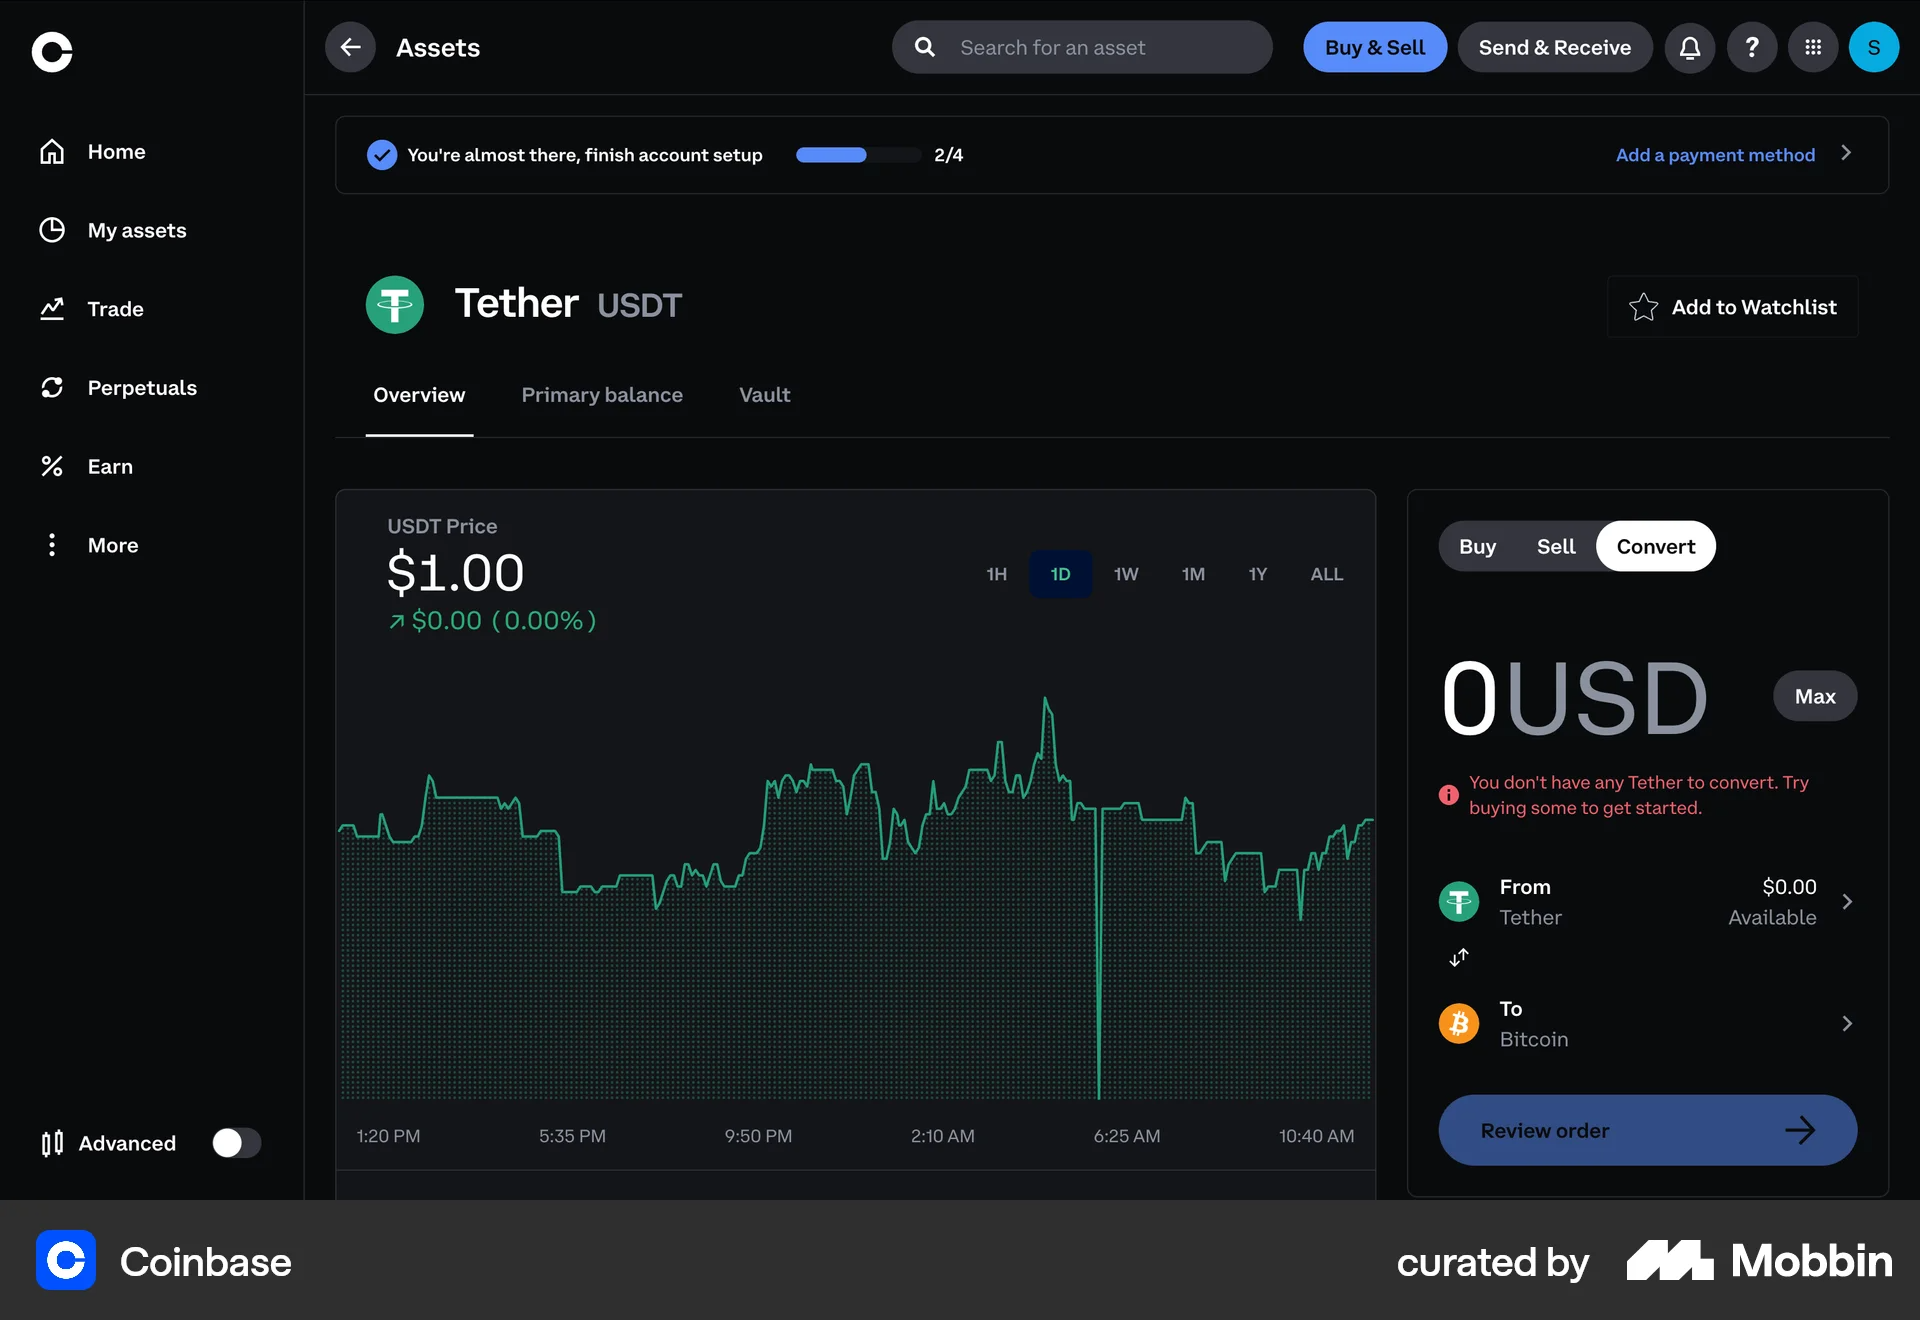 Assets
Search for an asset
Buy & Sell
Send & Receive
?
S
Home
My assets
Trade
Perpetuals
Earn
More
Advanced
You're almost there, finish account setup
2/4
Add a payment method
Tether USDT
Add to Watchlist
Overview
Primary balance
Vault
USDT Price
$1.00
↗ $0.00 (0.00%)
1H
1D
1W
1M
1Y
ALL
1:20 PM
5:35 PM
9:50 PM
2:10 AM
6:25 AM
10:40 AM
Buy
Sell
Convert
0USD
Max
You don't have any Tether to convert. Try
buying some to get started.
From
Tether
$0.00
Available
To
Bitcoin
Review order
Coinbase
curated by
Mobbin